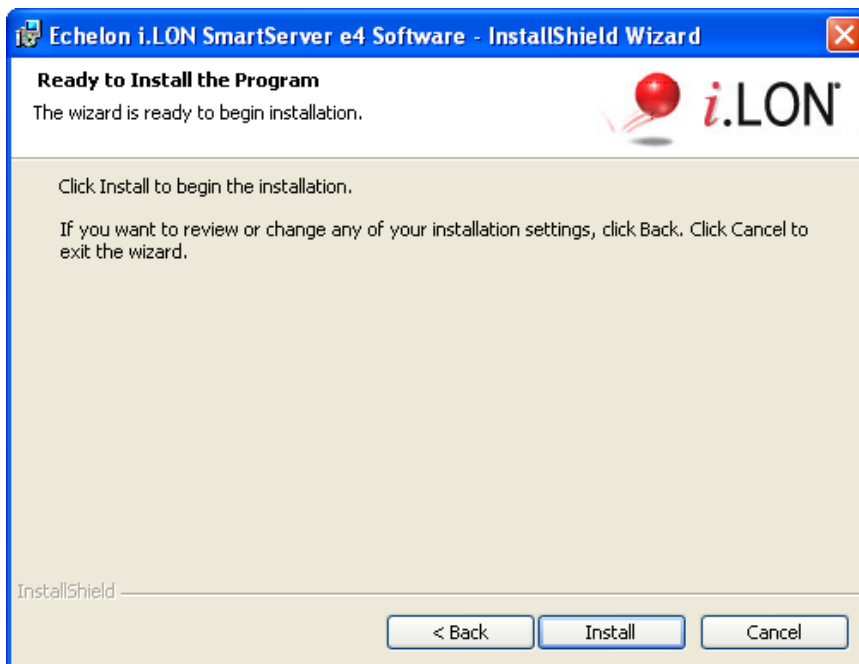 Echelon i.LON SmartServer e4 Software - InstallShield Wizard
Ready to Install the Program
The wizard is ready to begin installation.
i.LON
Click Install to begin the installation.
If you want to review or change any of your installation settings, click Back. Click Cancel to
exit the wizard.
InstallShield
< Back
Install
Cancel